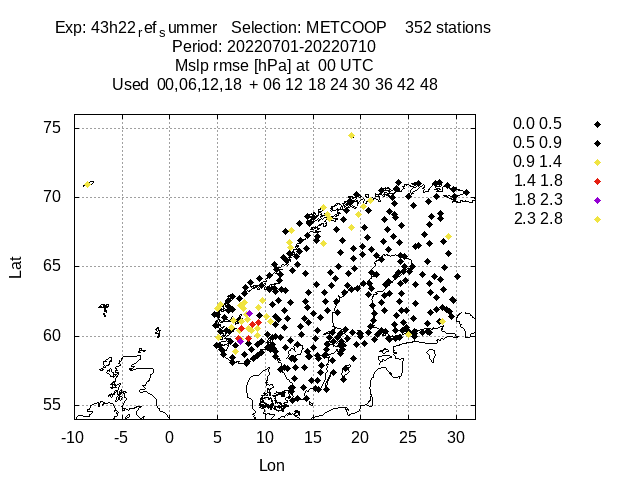 Exp: 43h22refsummer Selection: METCOOP 352 stations
Period: 20220701-20220710
Mslp rmse [hPa] at 00 UTC
Used 00,06,12,18 + 06 12 18 24 30 36 42 48
0.0 0.5
0.5 0.9
0.9 1.4
1.4 1.8
1.8 2.3
2.3 2.8
75
70
65
60
55
Lat
-10 -5 0 5 10 15 20 25 30
Lon